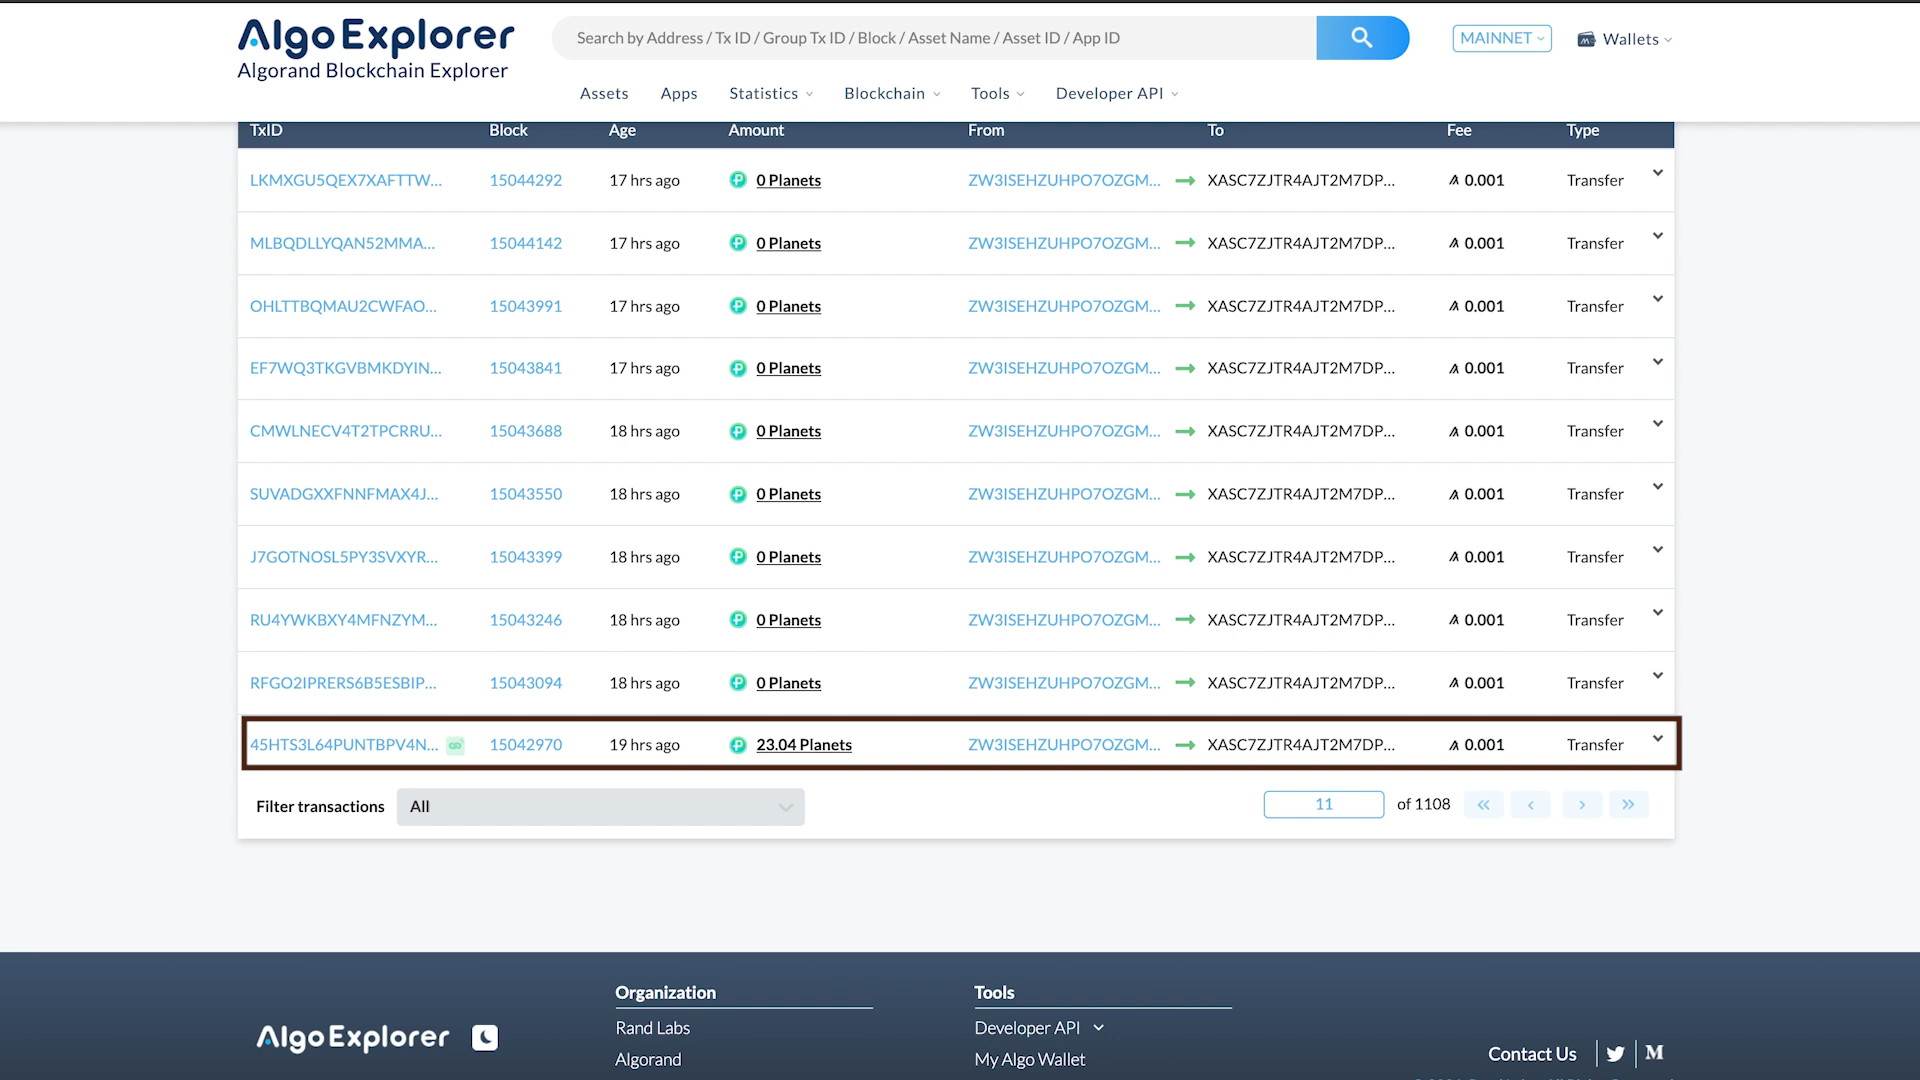 AlgoExplorer
Algorand Blockchain Explorer
Search by Address / Tx ID / Group Tx ID / Block / Asset Name / Asset ID / App ID
MAINNET
Wallets
Assets Apps Statistics Blockchain Tools Developer API
TxID Block Age Amount From To Fee Type
LKMXGU5QEX7XAFTTW... 15044292 17 hrs ago 0 Planets ZW3ISEHZUHPO7OZGM... XASC7ZJTR4AJT2M7DP... 0.001 Transfer
MLBQDLLYQAN52MMA... 15044142 17 hrs ago 0 Planets ZW3ISEHZUHPO7OZGM... XASC7ZJTR4AJT2M7DP... 0.001 Transfer
OHLTTBQMAU2CWFAO... 15043991 17 hrs ago 0 Planets ZW3ISEHZUHPO7OZGM... XASC7ZJTR4AJT2M7DP... 0.001 Transfer
EF7WQ3TKGVBMKDYIN... 15043841 17 hrs ago 0 Planets ZW3ISEHZUHPO7OZGM... XASC7ZJTR4AJT2M7DP... 0.001 Transfer
CMWLNECV4T2TPCRRU... 15043688 18 hrs ago 0 Planets ZW3ISEHZUHPO7OZGM... XASC7ZJTR4AJT2M7DP... 0.001 Transfer
SUVADGXXFNNFMAX4J... 15043550 18 hrs ago 0 Planets ZW3ISEHZUHPO7OZGM... XASC7ZJTR4AJT2M7DP... 0.001 Transfer
J7GOTNOSL5PY3SVXYR... 15043399 18 hrs ago 0 Planets ZW3ISEHZUHPO7OZGM... XASC7ZJTR4AJT2M7DP... 0.001 Transfer
RU4YWKBXY4MFNZYM... 15043246 18 hrs ago 0 Planets ZW3ISEHZUHPO7OZGM... XASC7ZJTR4AJT2M7DP... 0.001 Transfer
RFGO2IPRERS6B5ESBIP... 15043094 18 hrs ago 0 Planets ZW3ISEHZUHPO7OZGM... XASC7ZJTR4AJT2M7DP... 0.001 Transfer
45HTS3L64PUNTBPV4N... 15042970 19 hrs ago 23.04 Planets ZW3ISEHZUHPO7OZGM... XASC7ZJTR4AJT2M7DP... 0.001 Transfer
Filter transactions All 11 of 1108
Organization
Rand Labs
Algorand
Tools
Developer API
My Algo Wallet
AlgoExplorer
Contact Us